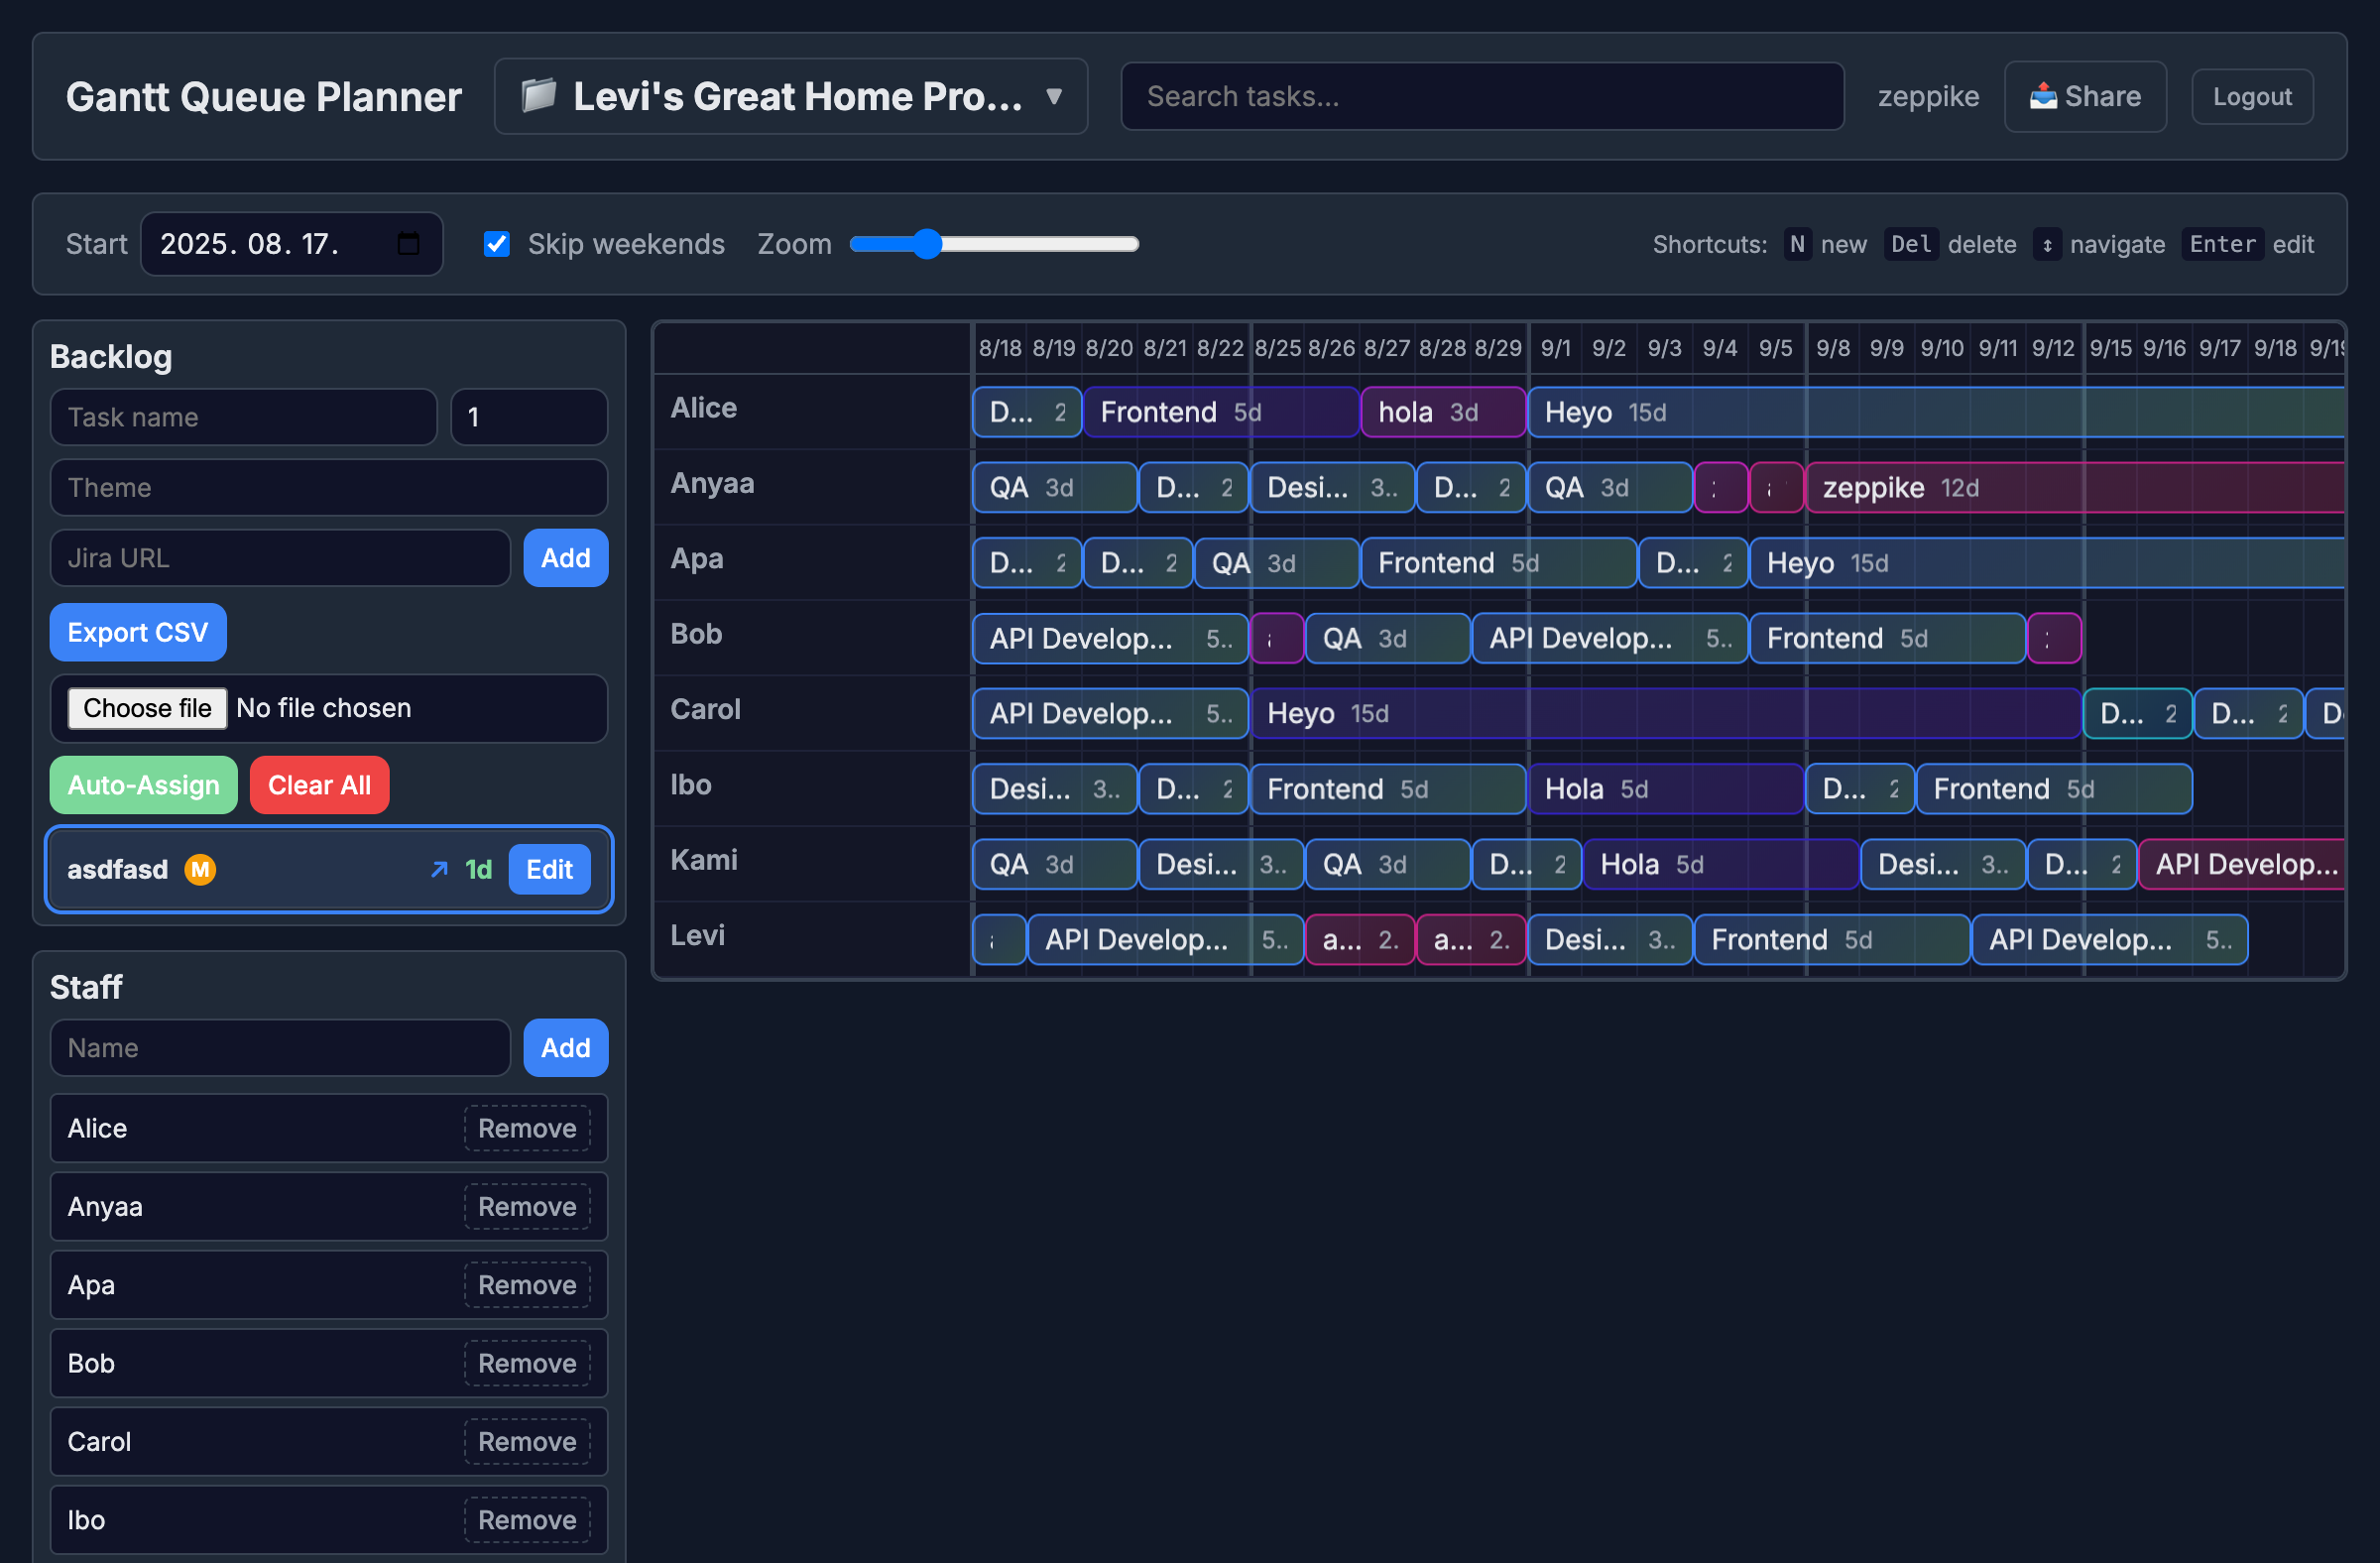 Gantt Queue Planner 📁 Levi's Great Home Pro... ▼ Search tasks... zeppike 📤 Share Logout
Start 2025. 08. 17. Skip weekends Zoom Shortcuts: N new Del delete ↕ navigate Enter edit
Backlog
Task name 1
Theme
Jira URL Add
Export CSV
Choose file No file chosen
Auto-Assign Clear All
asdfasd M ↗ 1d Edit
Staff
Name Add
Alice Remove
Anyaa Remove
Apa Remove
Bob Remove
Carol Remove
Ibo Remove
8/18 8/19 8/20 8/21 8/22 8/25 8/26 8/27 8/28 8/29 9/1 9/2 9/3 9/4 9/5 9/8 9/9 9/10 9/11 9/12 9/15 9/16 9/17 9/18 9/19
Alice D... 2 Frontend 5d hola 3d Heyo 15d
Anyaa QA 3d D... 2 Desi... 3.. D... 2 QA 3d zeppike 12d
Apa D... 2 D... 2 QA 3d Frontend 5d D... 2 Heyo 15d
Bob API Develop... 5.. QA 3d API Develop... 5.. Frontend 5d
Carol API Develop... 5.. Heyo 15d D... 2 D... 2 D
Ibo Desi... 3.. D... 2 Frontend 5d Hola 5d D... 2 Frontend 5d
Kami QA 3d Desi... 3.. QA 3d D... 2 Hola 5d Desi... 3.. D... 2 API Develop...
Levi API Develop... 5.. a... 2. a... 2. Desi... 3.. Frontend 5d API Develop... 5..